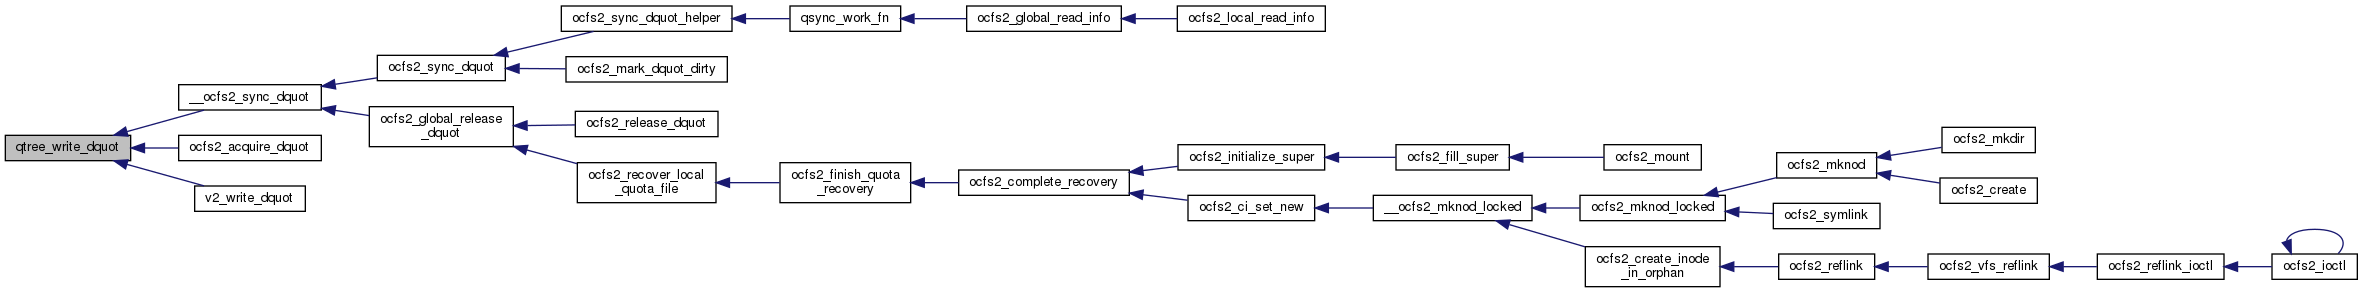 ocfs2_sync_dquot_helper
qsync_work_fn
ocfs2_global_read_info
ocfs2_local_read_info
ocfs2_sync_dquot
ocfs2_mark_dquot_dirty
__ocfs2_sync_dquot
ocfs2_global_release
_dquot
ocfs2_release_dquot
qtree_write_dquot
ocfs2_acquire_dquot
v2_write_dquot
ocfs2_recover_local
_quota_file
ocfs2_finish_quota
_recovery
ocfs2_complete_recovery
ocfs2_initialize_super
ocfs2_fill_super
ocfs2_mount
ocfs2_ci_set_new
__ocfs2_mknod_locked
ocfs2_mknod_locked
ocfs2_mknod
ocfs2_mkdir
ocfs2_create
ocfs2_symlink
ocfs2_create_inode
_in_orphan
ocfs2_reflink
ocfs2_vfs_reflink
ocfs2_reflink_ioctl
ocfs2_ioctl